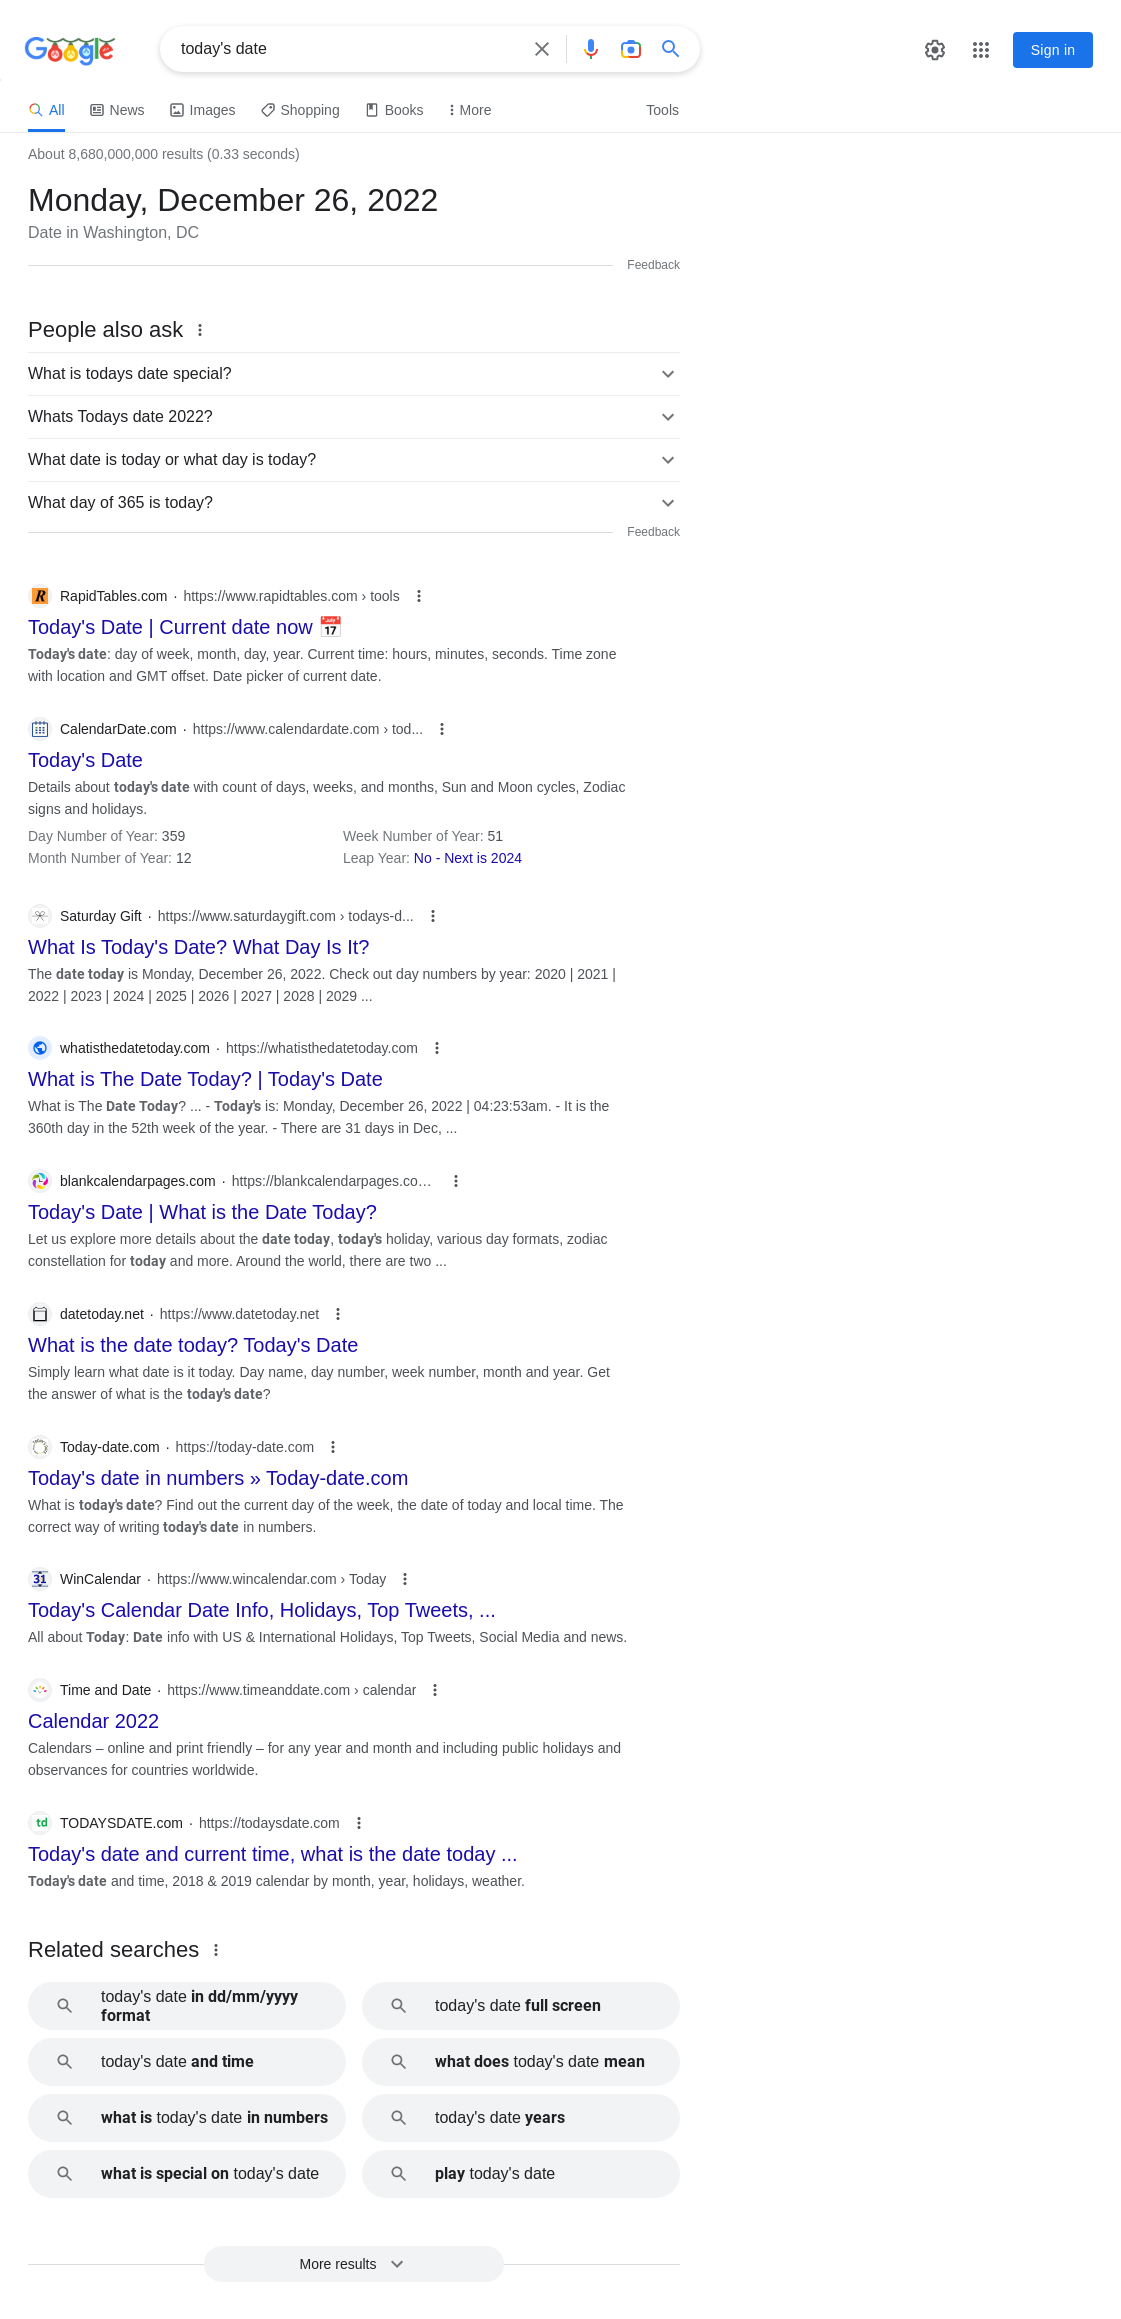 Google
today's date
Sign in
All
News
Images
Shopping
Books
More
Tools
About 8,680,000,000 results (0.33 seconds)
Monday, December 26, 2022
Date in Washington, DC
Feedback
People also ask
What is todays date special?
Whats Todays date 2022?
What date is today or what day is today?
What day of 365 is today?
Feedback
RapidTables.com · https://www.rapidtables.com › tools
Today's Date | Current date now 📅
Today's date: day of week, month, day, year. Current time: hours, minutes, seconds. Time zone
with location and GMT offset. Date picker of current date.
CalendarDate.com · https://www.calendardate.com › tod...
Today's Date
Details about today's date with count of days, weeks, and months, Sun and Moon cycles, Zodiac
signs and holidays.
Day Number of Year: 359
Week Number of Year: 51
Month Number of Year: 12
Leap Year: No - Next is 2024
Saturday Gift · https://www.saturdaygift.com › todays-d...
What Is Today's Date? What Day Is It?
The date today is Monday, December 26, 2022. Check out day numbers by year: 2020 | 2021 |
2022 | 2023 | 2024 | 2025 | 2026 | 2027 | 2028 | 2029 ...
whatisthedatetoday.com · https://whatisthedatetoday.com
What is The Date Today? | Today's Date
What is The Date Today? ... - Today's is: Monday, December 26, 2022 | 04:23:53am. - It is the
360th day in the 52th week of the year. - There are 31 days in Dec, ...
blankcalendarpages.com · https://blankcalendarpages.co…
Today's Date | What is the Date Today?
Let us explore more details about the date today, today's holiday, various day formats, zodiac
constellation for today and more. Around the world, there are two ...
datetoday.net · https://www.datetoday.net
What is the date today? Today's Date
Simply learn what date is it today. Day name, day number, week number, month and year. Get
the answer of what is the today's date?
Today-date.com · https://today-date.com
Today's date in numbers » Today-date.com
What is today's date? Find out the current day of the week, the date of today and local time. The
correct way of writing today's date in numbers.
31
WinCalendar · https://www.wincalendar.com › Today
Today's Calendar Date Info, Holidays, Top Tweets, ...
All about Today: Date info with US & International Holidays, Top Tweets, Social Media and news.
Time and Date · https://www.timeanddate.com › calendar
Calendar 2022
Calendars – online and print friendly – for any year and month and including public holidays and
observances for countries worldwide.
td
TODAYSDATE.com · https://todaysdate.com
Today's date and current time, what is the date today ...
Today's date and time, 2018 & 2019 calendar by month, year, holidays, weather.
Related searches
today's date in dd/mm/yyyy
format
today's date full screen
today's date and time
what does today's date mean
what is today's date in numbers
today's date years
what is special on today's date
play today's date
More results